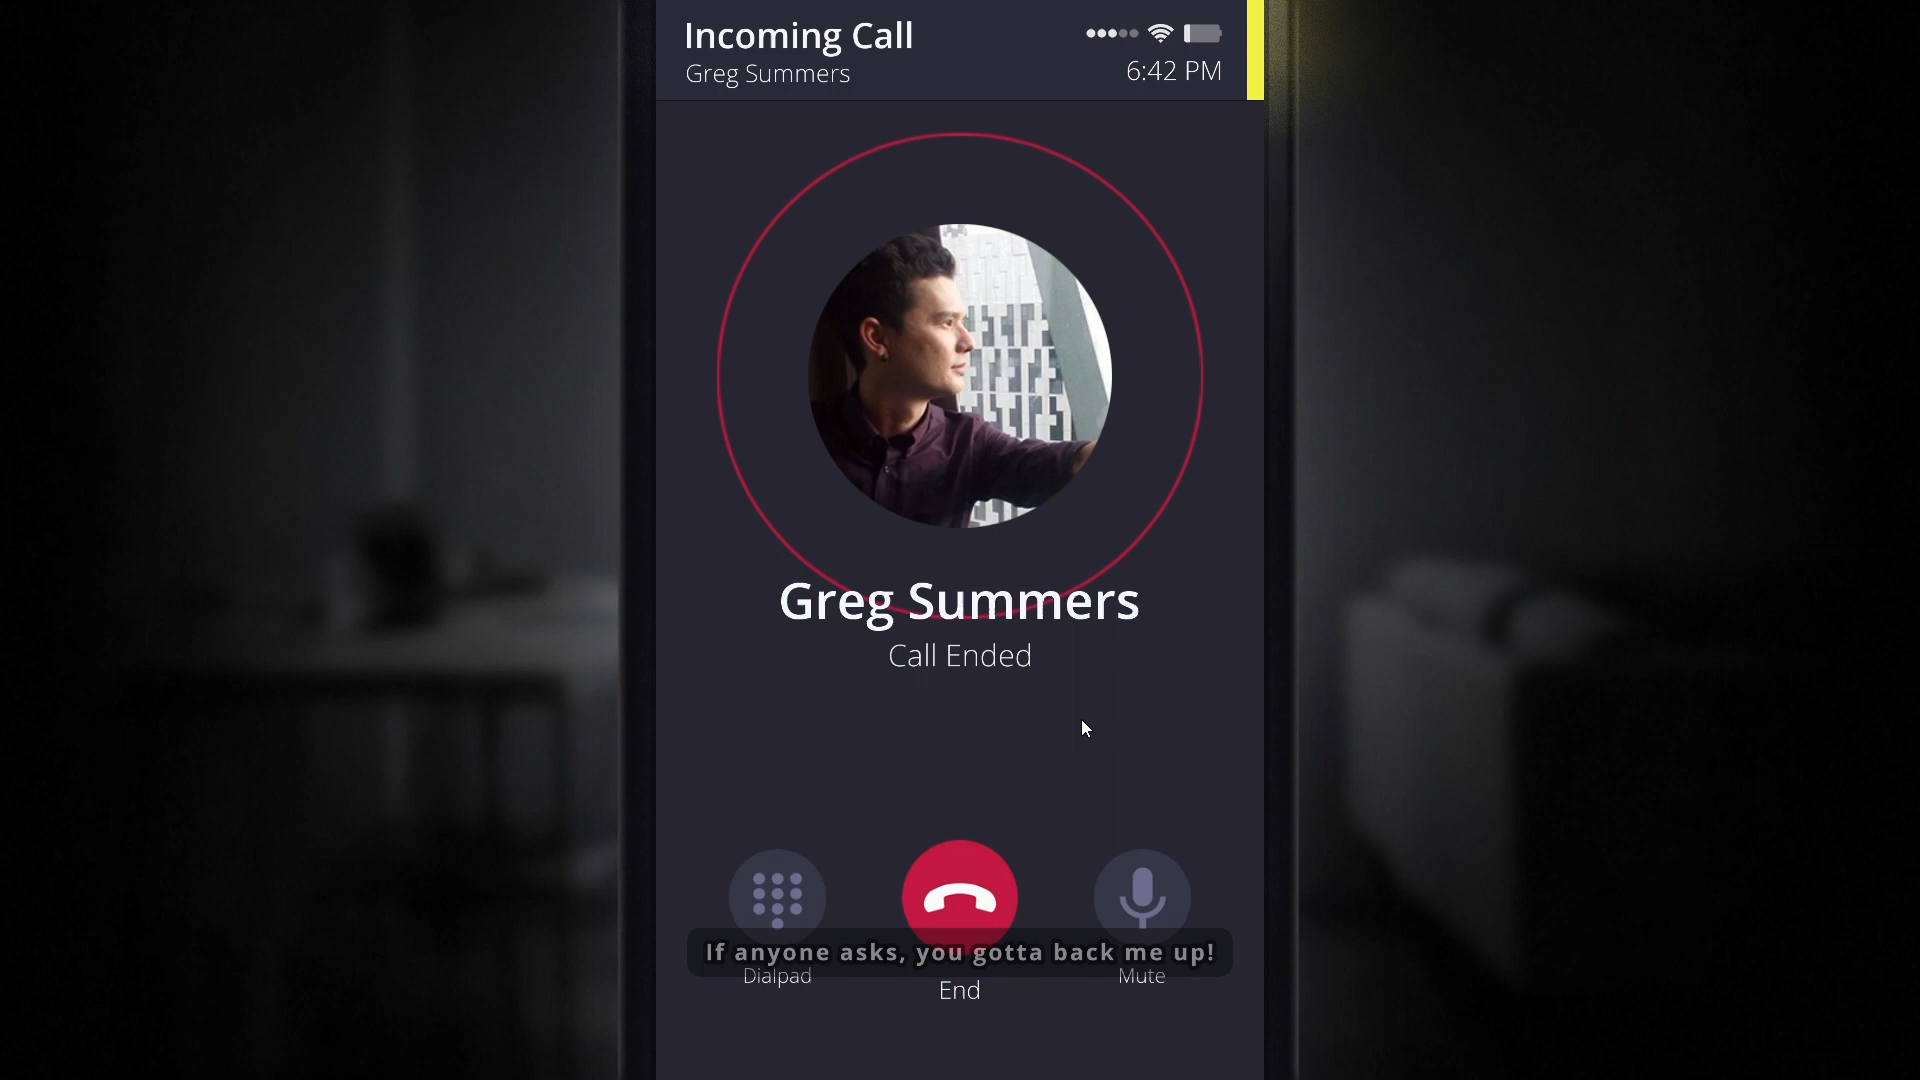 Incoming Call
Greg Summers
6:42 PM
Greg Summers
Call Ended
If anyone asks, you gotta back me up!
Dialpad
End
Mute